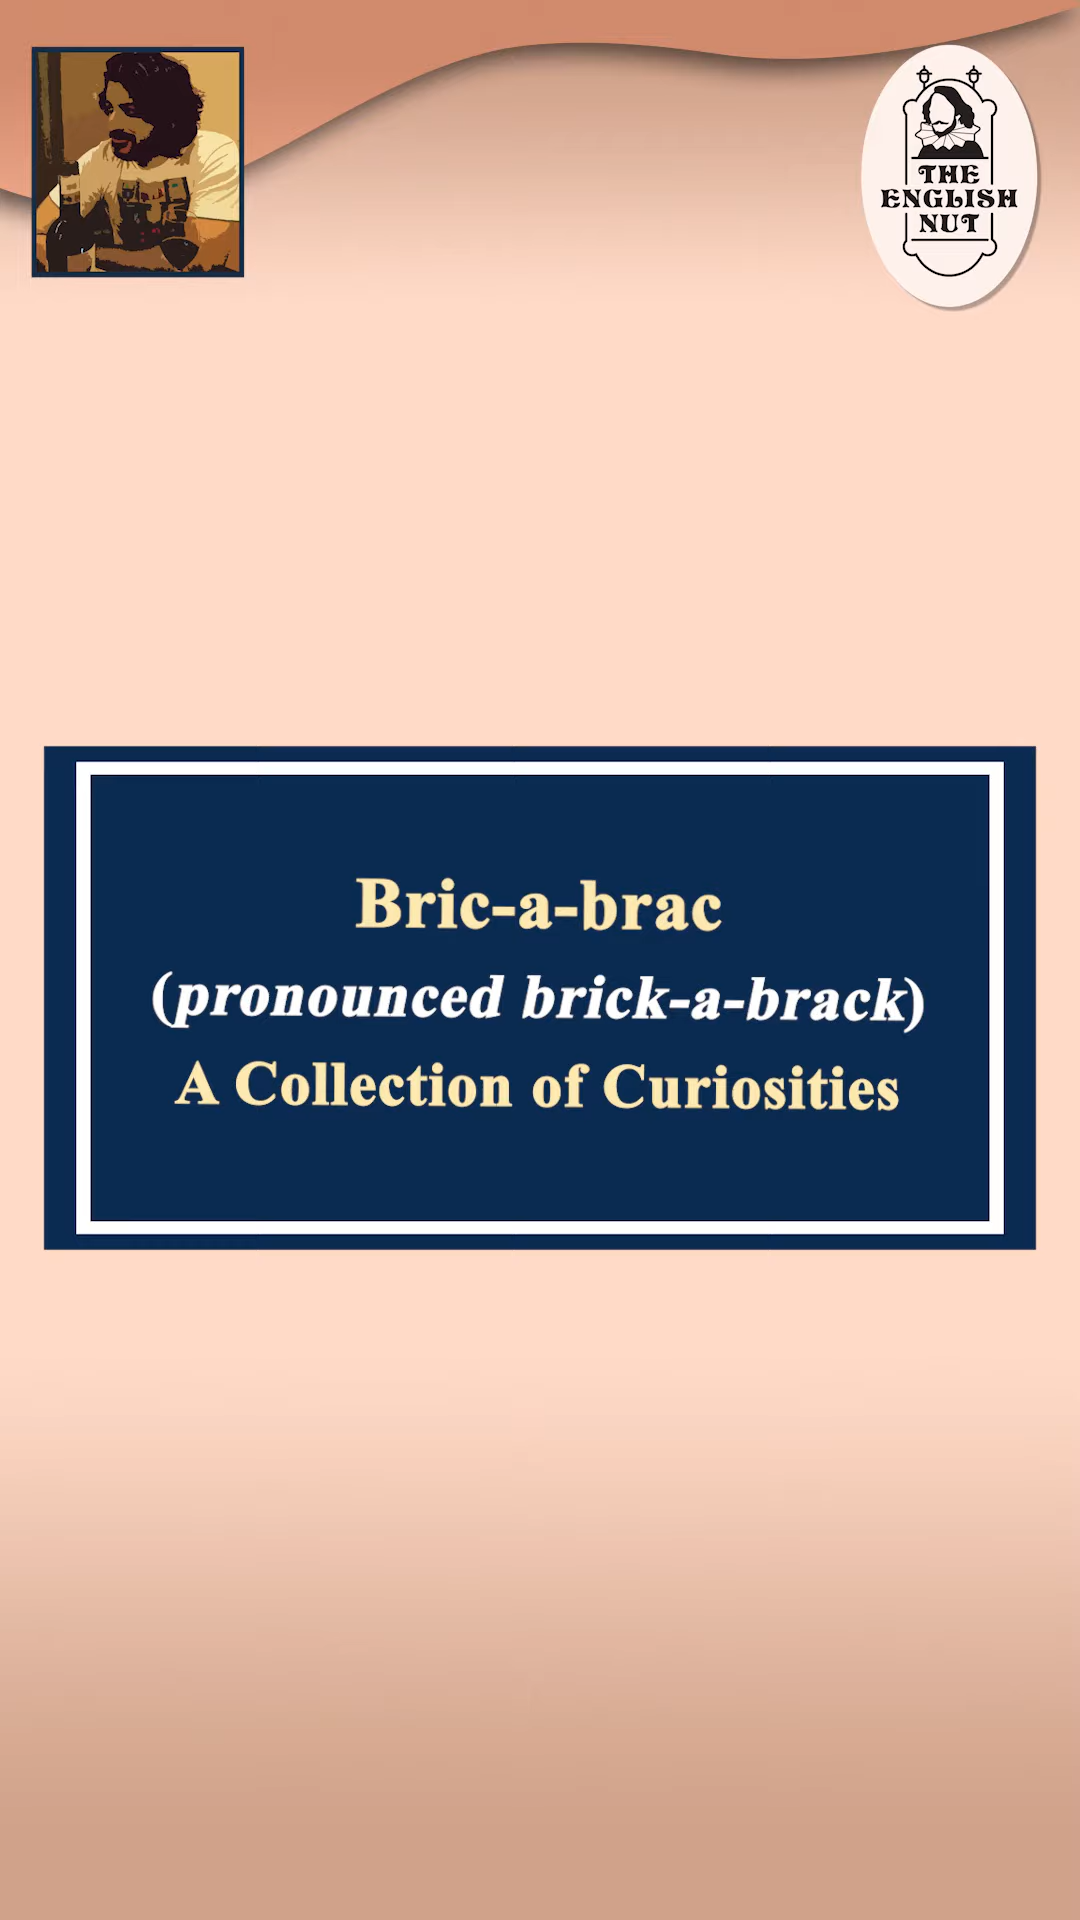 THE
ENGLISH
NUT
Bric-a-brac
(pronounced brick-a-brack)
A Collection of Curiosities